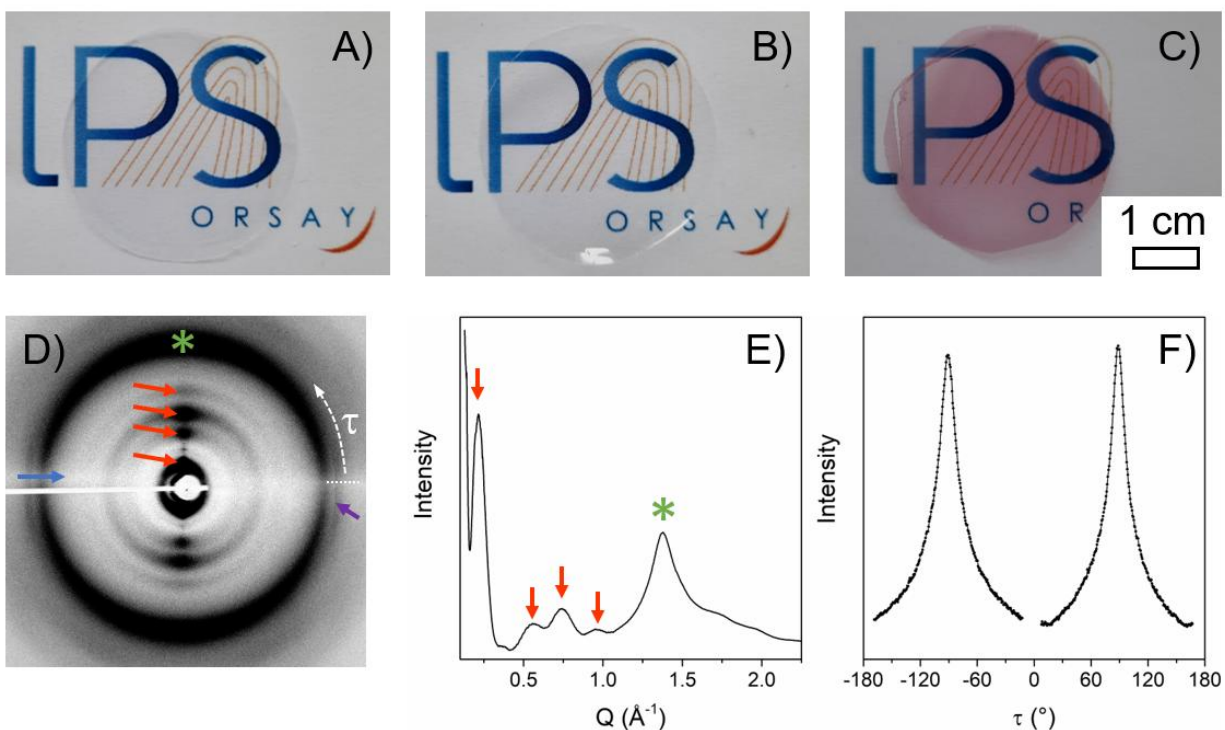 A)
LPS
ORSAY
B)
LPS
ORSAY
C)
LPS
OR
1 cm
D)
*
τ
E)
*
Intensity
0.5 1.0 1.5 2.0
Q (Å⁻¹)
F)
Intensity
-180 -120 -60 0 60 120 180
τ (°)